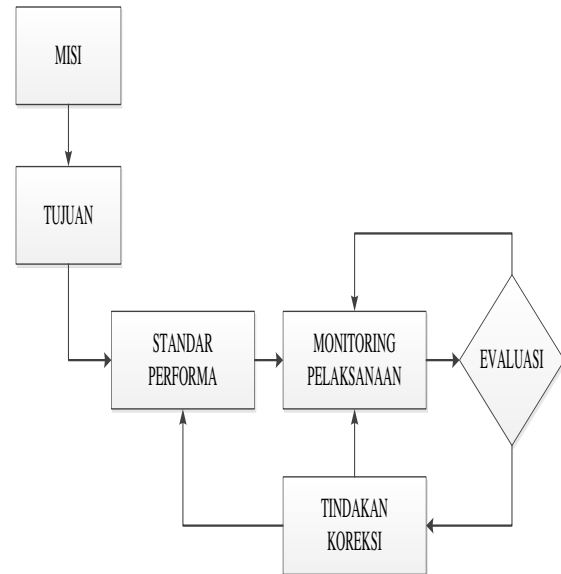 MISI
TUJUAN
STANDAR
PERFORMA
MONITORING
PELAKSANAAN
EVALUASI
TINDAKAN
KOREKSI